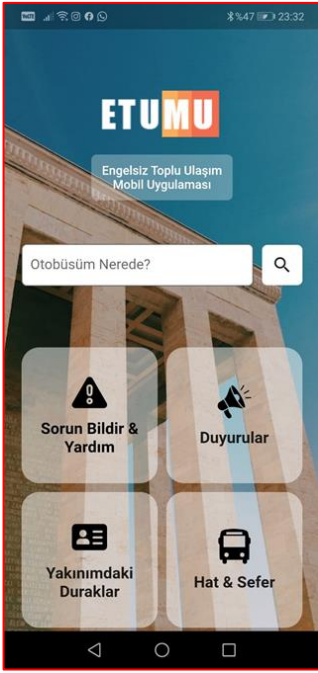 %47 23:32
ETUMU
Engelsiz Toplu Ulaşım
Mobil Uygulaması
Otobüsüm Nerede?
Sorun Bildir &
Yardım
Duyurular
Yakınımdaki
Duraklar
Hat & Sefer